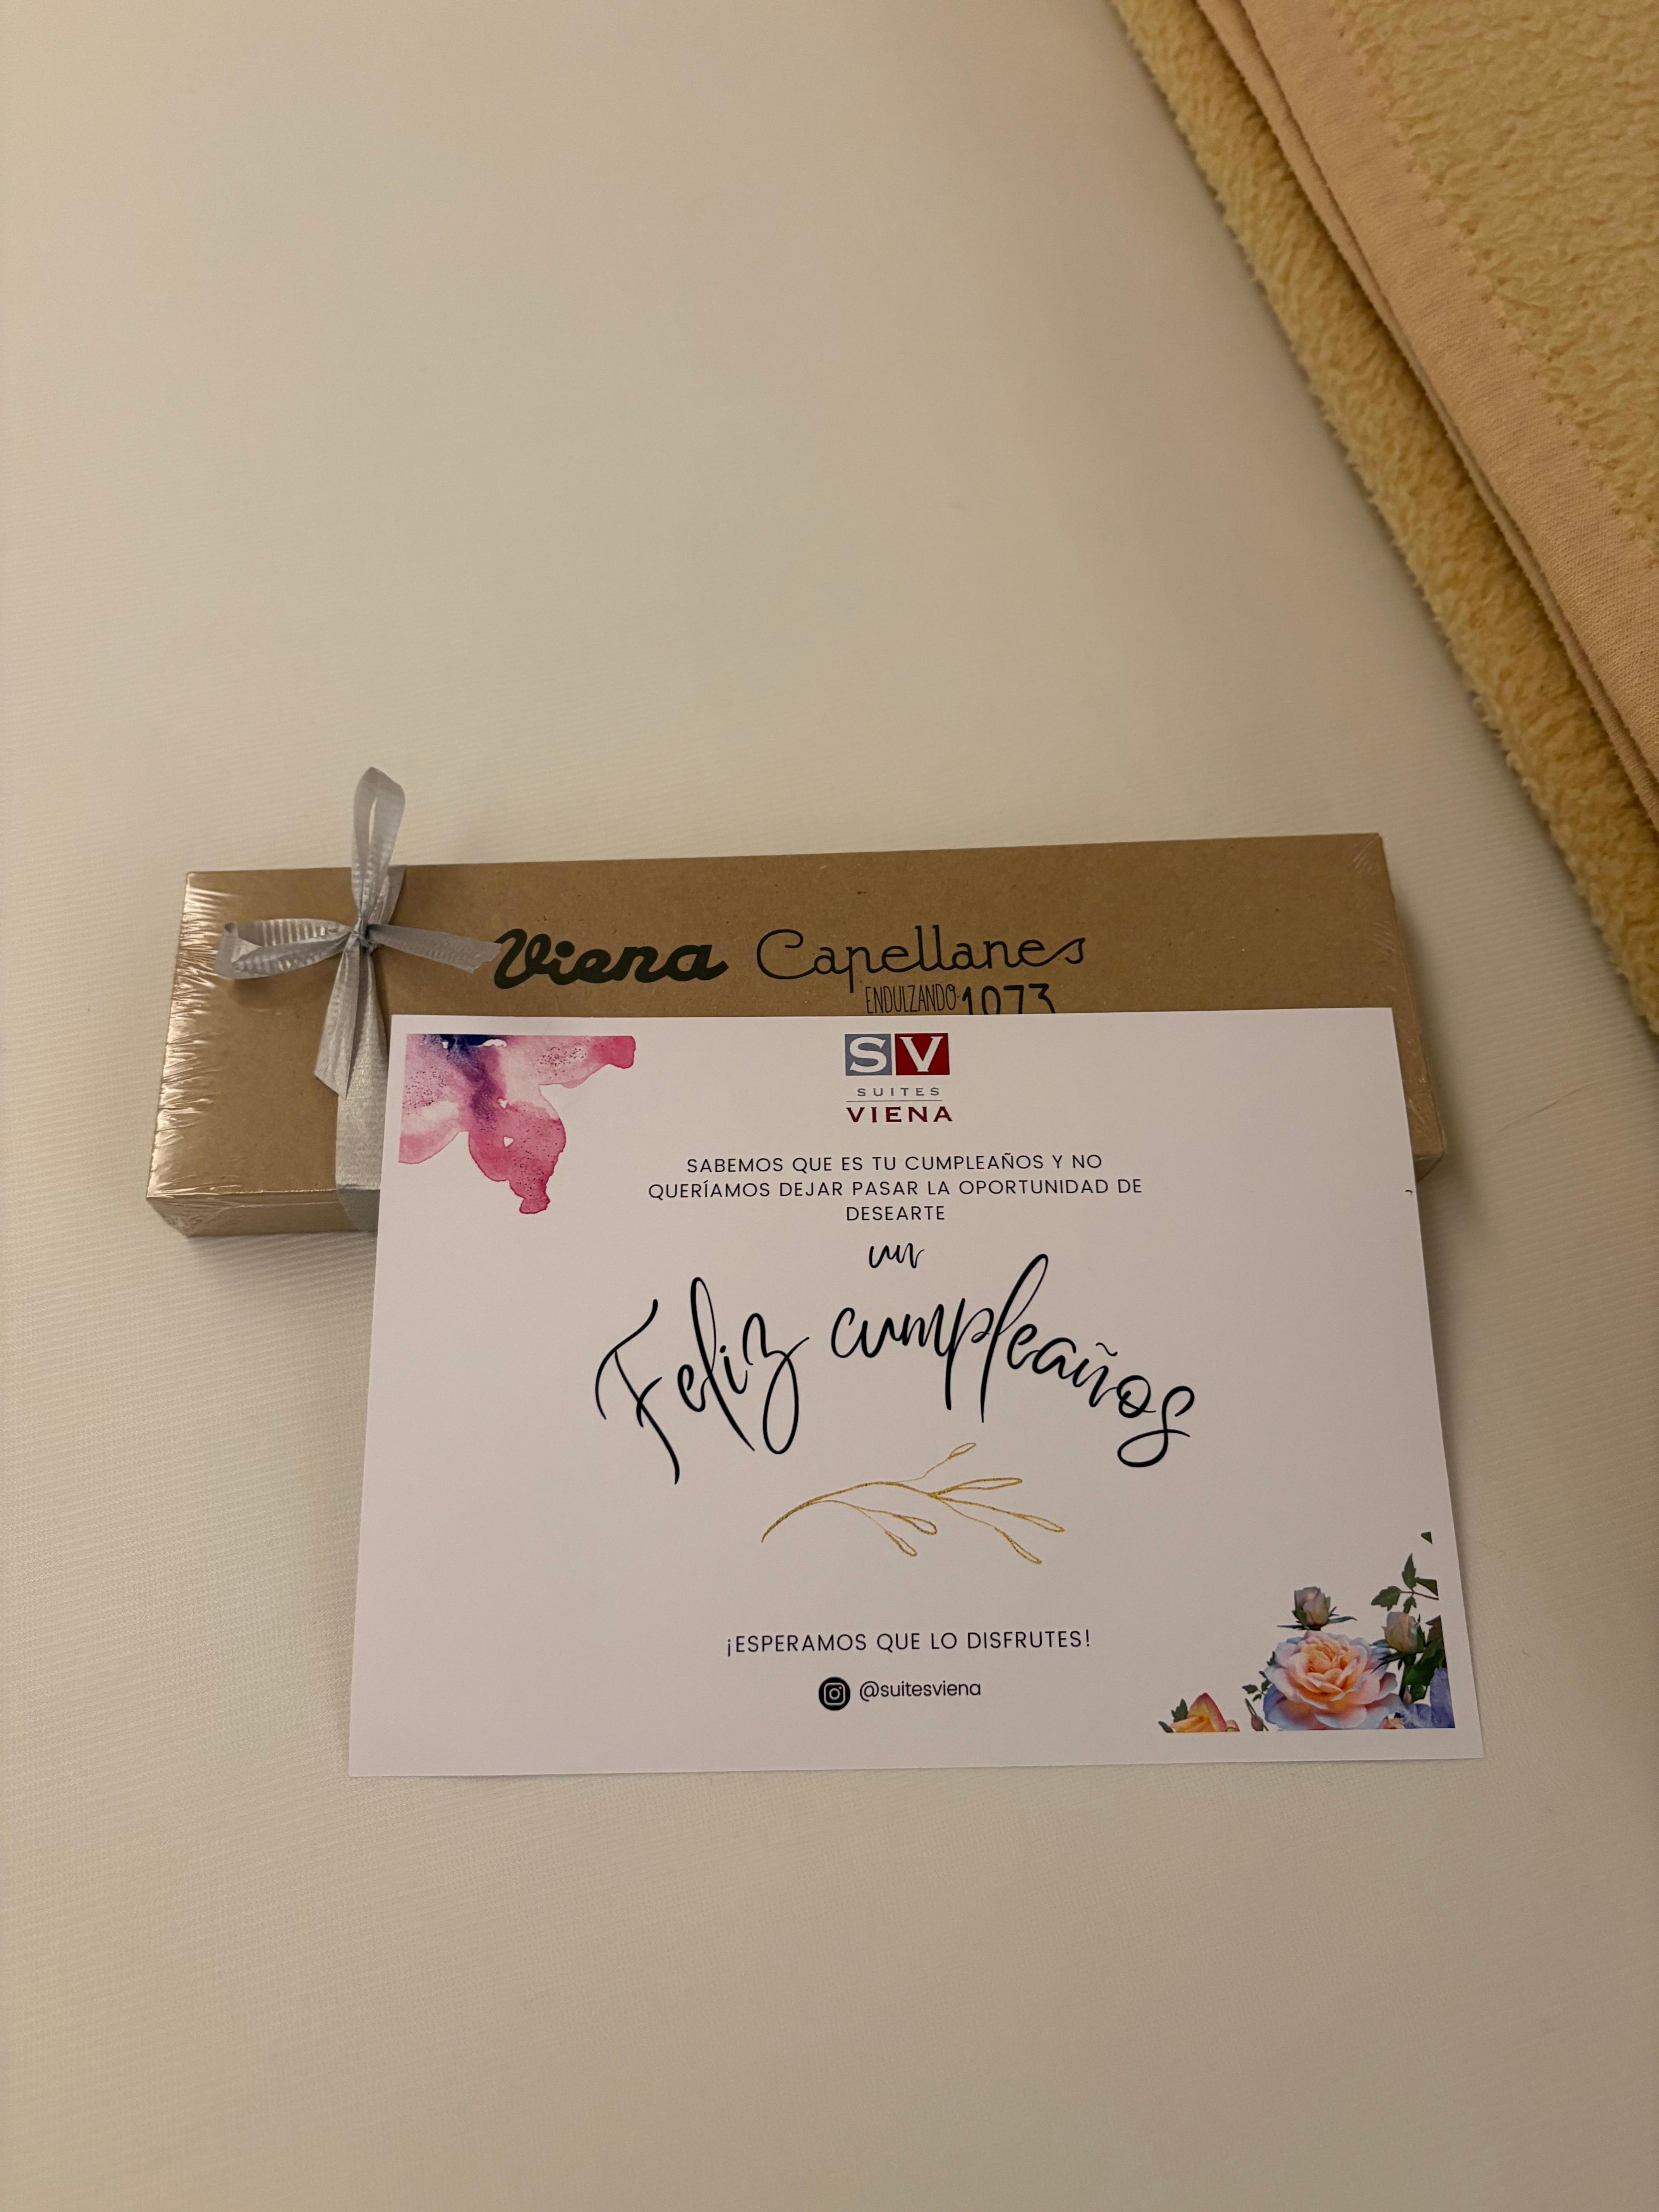 Viena Capellanes
ENDULZANDO
SV
SUITES
VIENA
SABEMOS QUE ES TU CUMPLEAÑOS Y NO
QUERÍAMOS DEJAR PASAR LA OPORTUNIDAD DE
DESEARTE
un
Feliz cumpleaños
¡ESPERAMOS QUE LO DISFRUTES!
@suitesviena